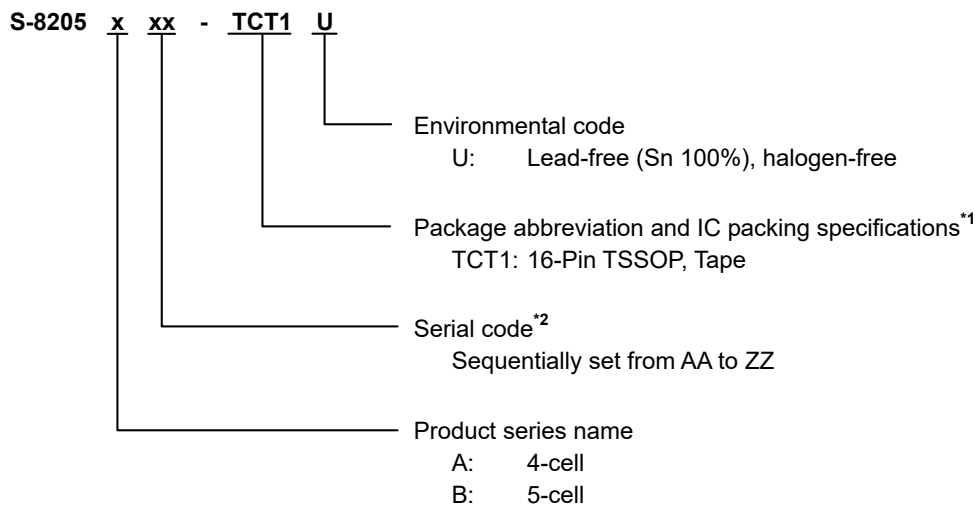 S-8205 x xx - TCT1 U
Environmental code
U: Lead-free (Sn 100%), halogen-free
Package abbreviation and IC packing specifications*1
TCT1: 16-Pin TSSOP, Tape
Serial code*2
Sequentially set from AA to ZZ
Product series name
A: 4-cell
B: 5-cell